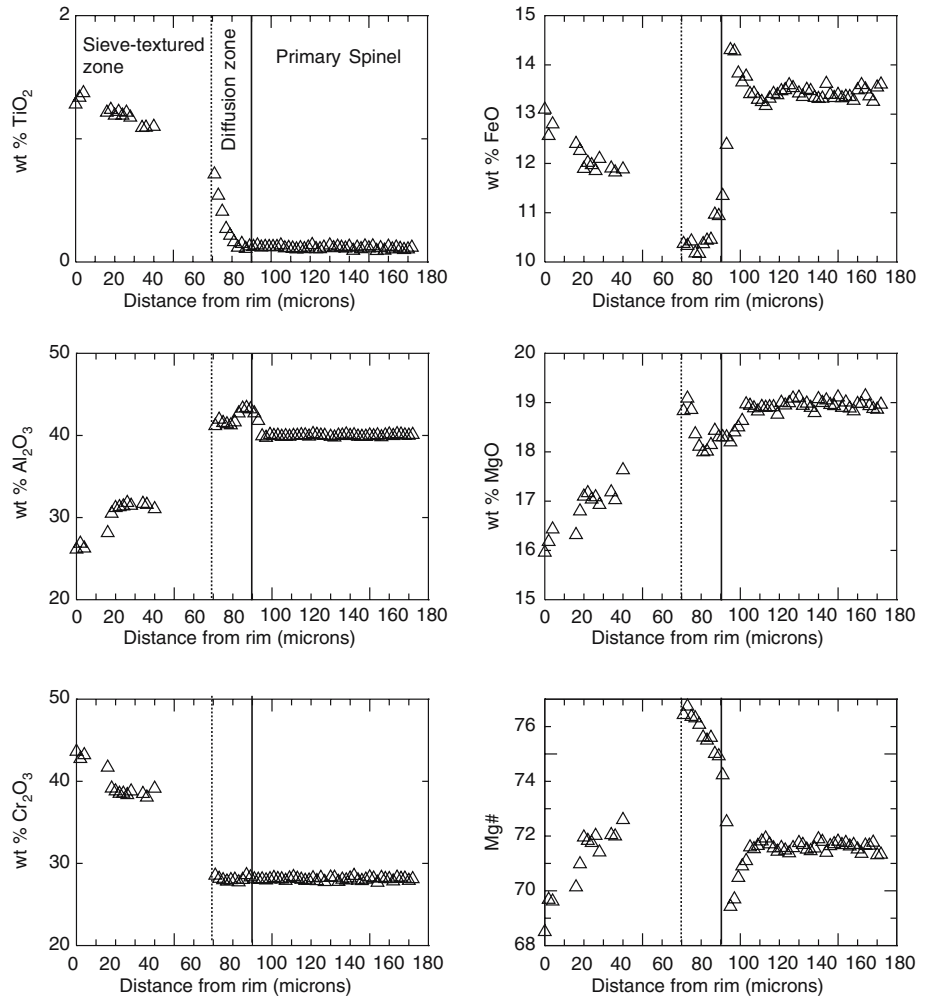 2
Sieve-textured
zone
Diffusion zone
Primary Spinel
wt % TiO2
2
0 20 40 60 80 100 120 140 160 180
Distance from rim (microns)
15
14
13
12
11
10
wt % FeO
0 20 40 60 80 100 120 140 160 180
Distance from rim (microns)
50
40
30
20
wt % Al2O3
0 20 40 60 80 100 120 140 160 180
Distance from rim (microns)
20
19
18
17
16
15
wt % MgO
0 20 40 60 80 100 120 140 160 180
Distance from rim (microns)
50
40
30
20
wt % Cr2O3
0 20 40 60 80 100 120 140 160 180
Distance from rim (microns)
76
74
72
70
68
Mg#
0 20 40 60 80 100 120 140 160 180
Distance from rim (microns)